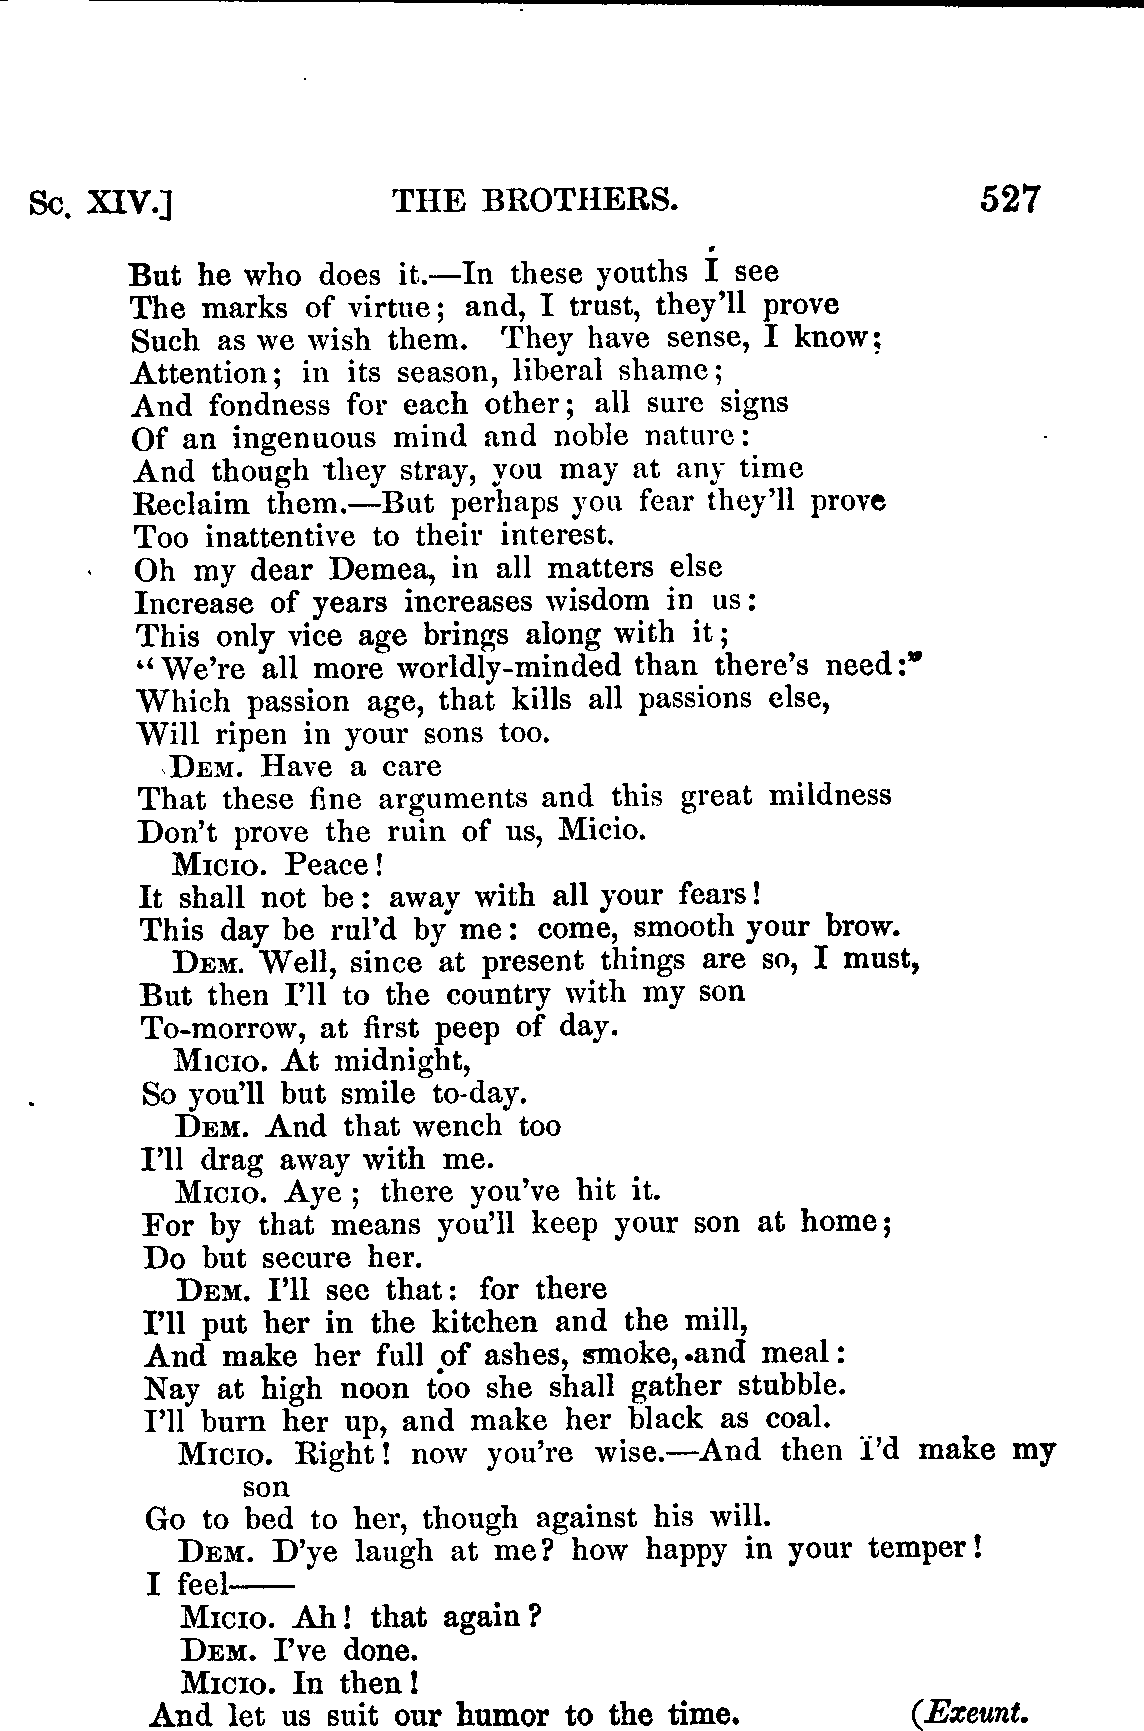 Sc. XIV.] THE BROTHERS. 527
But he who does it.—In these youths I see
The marks of virtue; and, I trust, they'll prove
Such as we wish them. They have sense, I know;
Attention; in its season, liberal shame;
And fondness for each other; all sure signs
Of an ingenuous mind and noble nature:
And though they stray, you may at any time
Reclaim them.—But perhaps you fear they'll prove
Too inattentive to their interest.
Oh my dear Demea, in all matters else
Increase of years increases wisdom in us:
This only vice age brings along with it;
"We're all more worldly-minded than there's need:"
Which passion age, that kills all passions else,
Will ripen in your sons too.
DEM. Have a care
That these fine arguments and this great mildness
Don't prove the ruin of us, Micio.
MICIO. Peace!
It shall not be: away with all your fears!
This day be rul'd by me: come, smooth your brow.
DEM. Well, since at present things are so, I must,
But then I'll to the country with my son
To-morrow, at first peep of day.
MICIO. At midnight,
So you'll but smile to-day.
DEM. And that wench too
I'll drag away with me.
MICIO. Aye; there you've hit it.
For by that means you'll keep your son at home;
Do but secure her.
DEM. I'll see that: for there
I'll put her in the kitchen and the mill,
And make her full of ashes, smoke, and meal:
Nay at high noon too she shall gather stubble.
I'll burn her up, and make her black as coal.
MICIO. Right! now you're wise.—And then I'd make my
son
Go to bed to her, though against his will.
DEM. D'ye laugh at me? how happy in your temper!
I feel——
MICIO. Ah! that again?
DEM. I've done.
MICIO. In then!
And let us suit our humor to the time. (Exeunt.